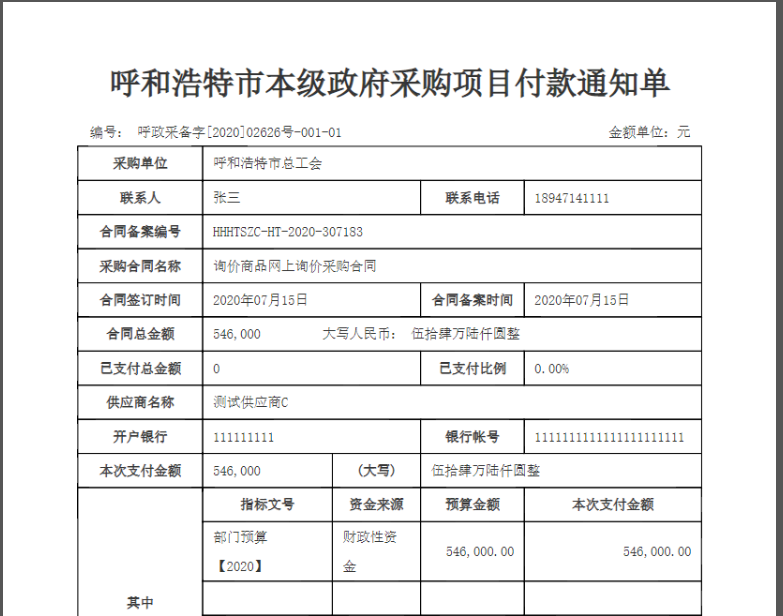 呼和浩特市本级政府采购项目付款通知单
编号： 呼政采备字[2020]02626号-001-01 金额单位：元
采购单位 呼和浩特市总工会
联系人 张三 联系电话 18947141111
合同备案编号 HHHTSZC-HT-2020-307183
采购合同名称 询价商品网上询价采购合同
合同签订时间 2020年07月15日 合同备案时间 2020年07月15日
合同总金额 546,000 大写人民币： 伍拾肆万陆仟圆整
已支付总金额 0 已支付比例 0.00%
供应商名称 测试供应商C
开户银行 111111111 银行帐号 1111111111111111111111
本次支付金额 546,000 (大写) 伍拾肆万陆仟圆整
指标文号 资金来源 预算金额 本次支付金额
部门预算 财政性资
546,000.00 546,000.00
【2020】 金
其中